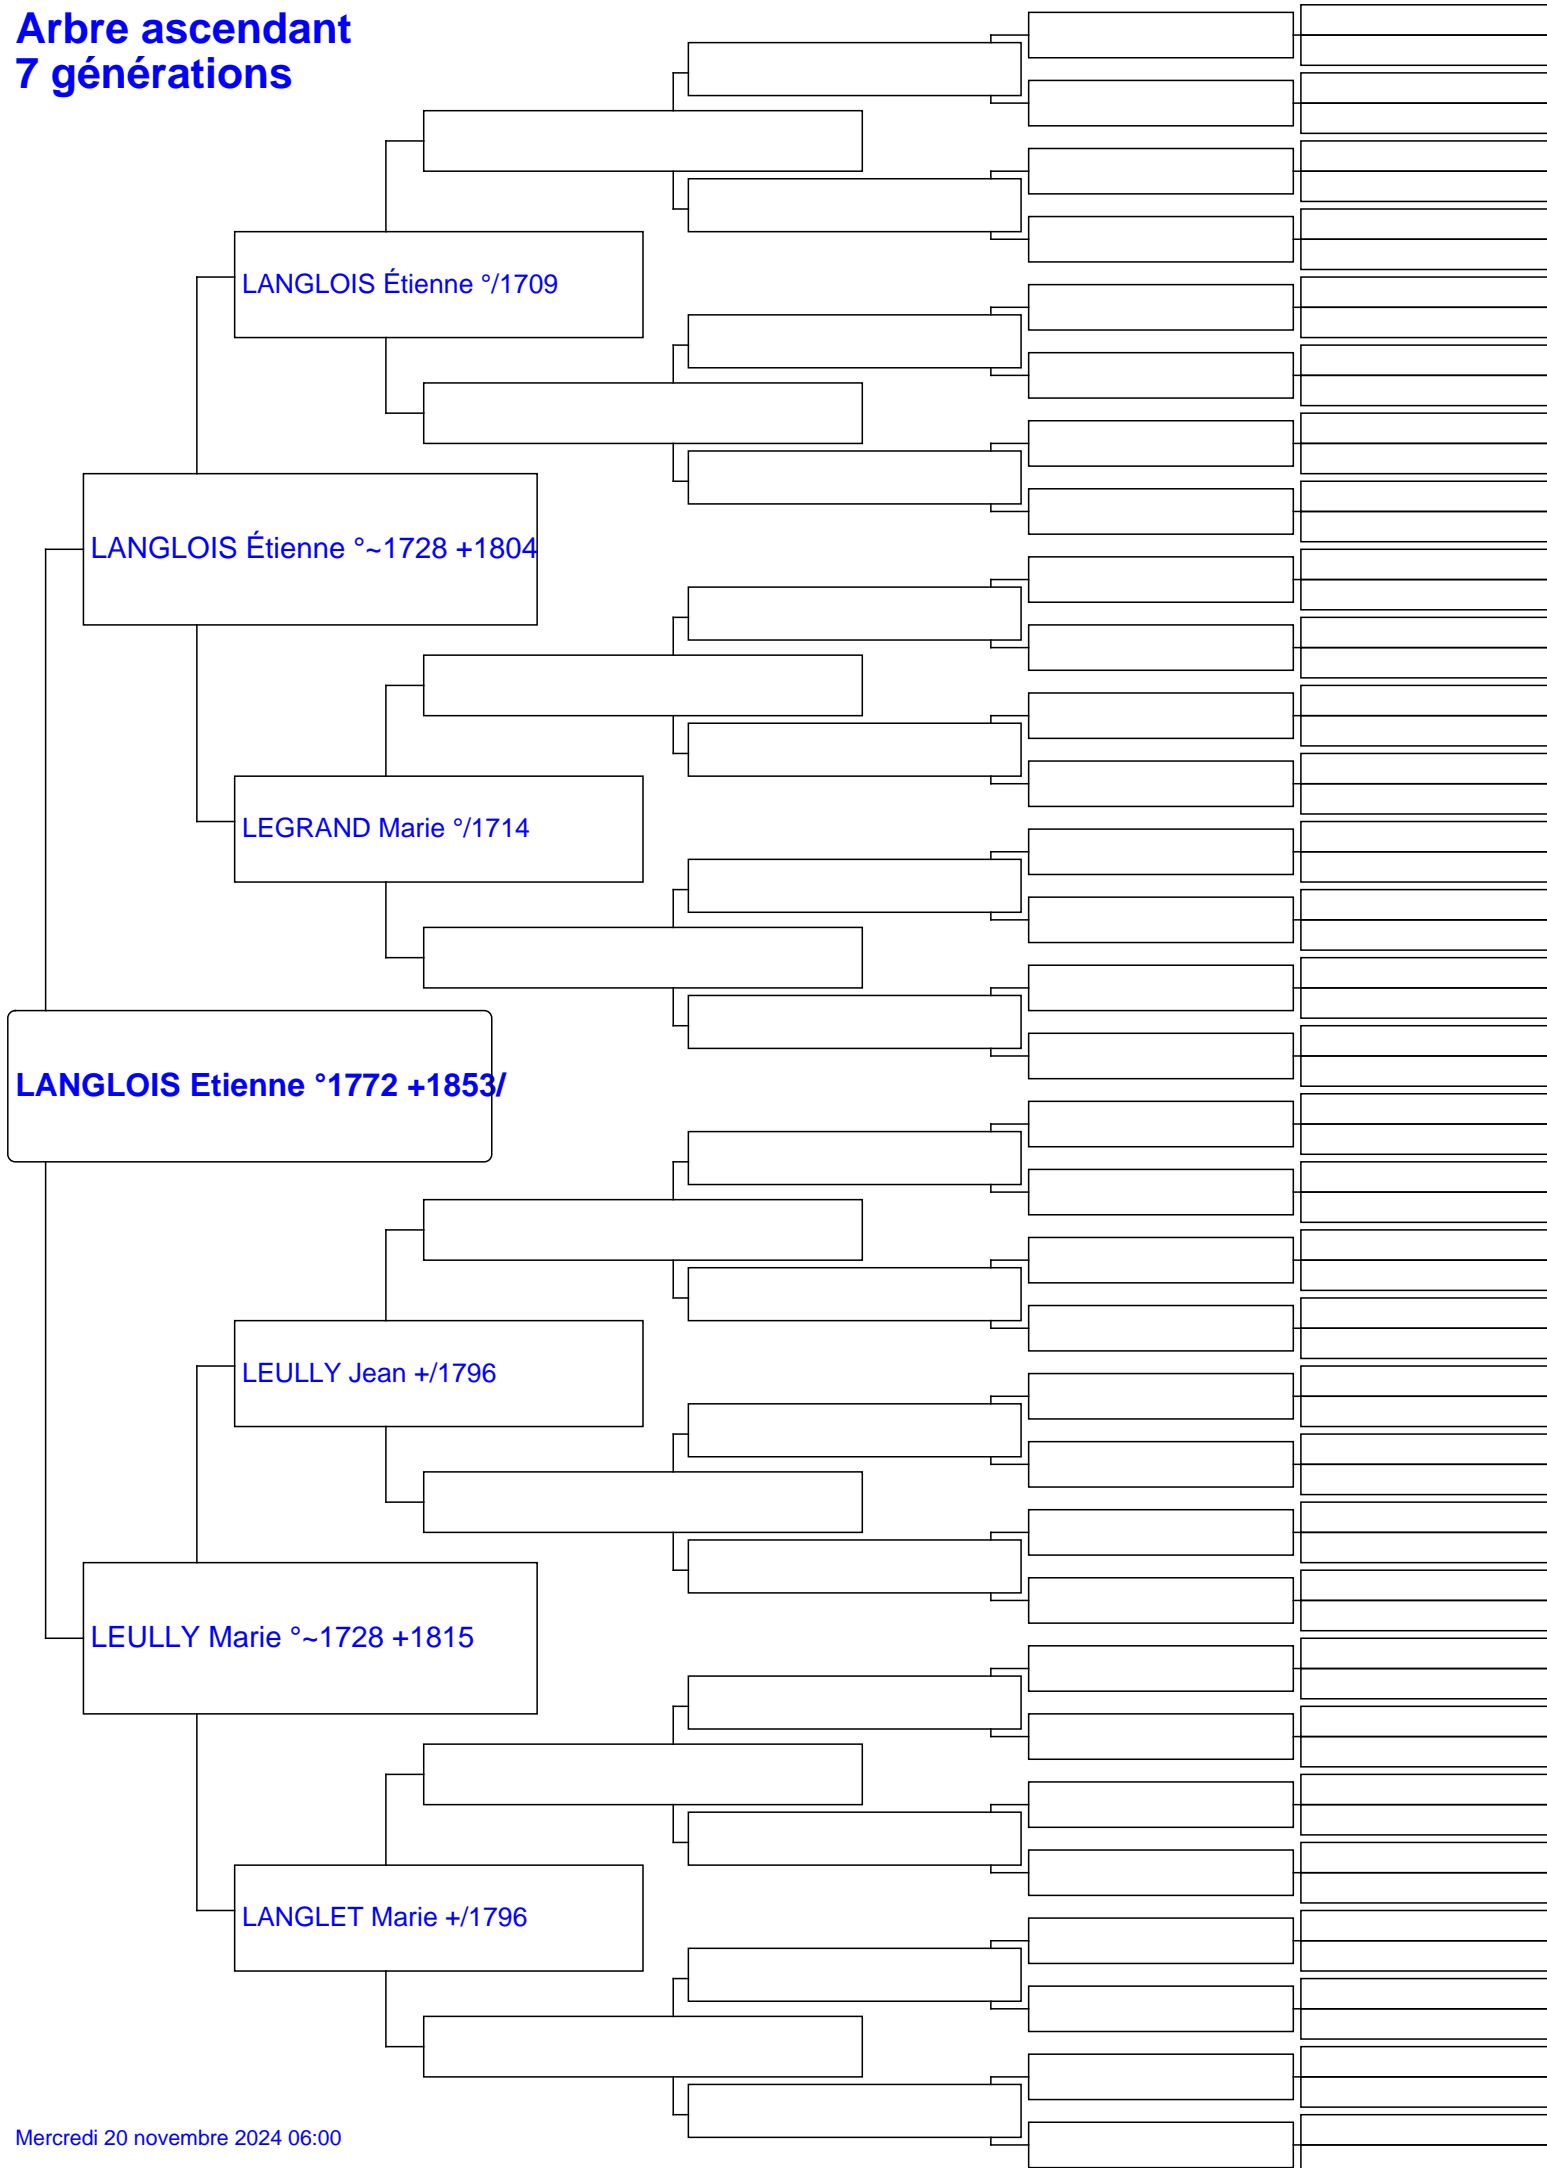 Arbre ascendant
7 générations
LANGLOIS Étienne °/1709
LANGLOIS Étienne °~1728 +1804
LEGRAND Marie °/1714
LANGLOIS Etienne °1772 +1853/
LEULLY Jean +/1796
LEULLY Marie °~1728 +1815
LANGLET Marie +/1796
Mercredi 20 novembre 2024 06:00